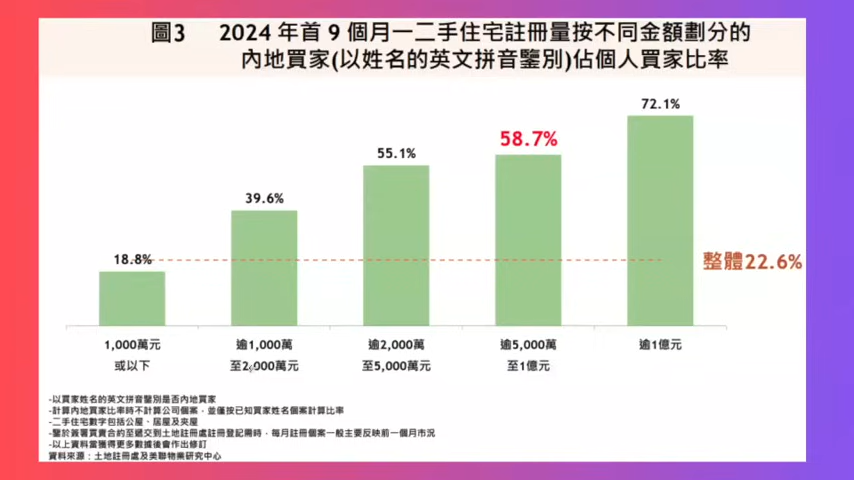 圖3 2024 年首 9 個月一二手住宅註冊量按不同金額劃分的
內地買家(以姓名的英文拼音鑒別)佔個人買家比率
72.1%
58.7%
55.1%
39.6%
18.8%
整體22.6%
1,000萬元
或以下
逾1,000萬
至2,000萬元
逾2,000萬
至5,000萬元
逾5,000萬
至1億元
逾1億元
-以買家姓名的英文拼音鑒別是否內地買家
-計算內地買家比率時不計算公司個案，並僅按已知買家姓名個案計算比率
-二手住宅數字包括公屋、居屋及夾屋
-鑒於簽署買賣合約至遞交到土地註冊處註冊登記需時，每月註冊個案一般主要反映前一個月市況
-以上資料當獲得更多數據後會作出修訂
資料來源：土地註冊處及美聯物業研究中心